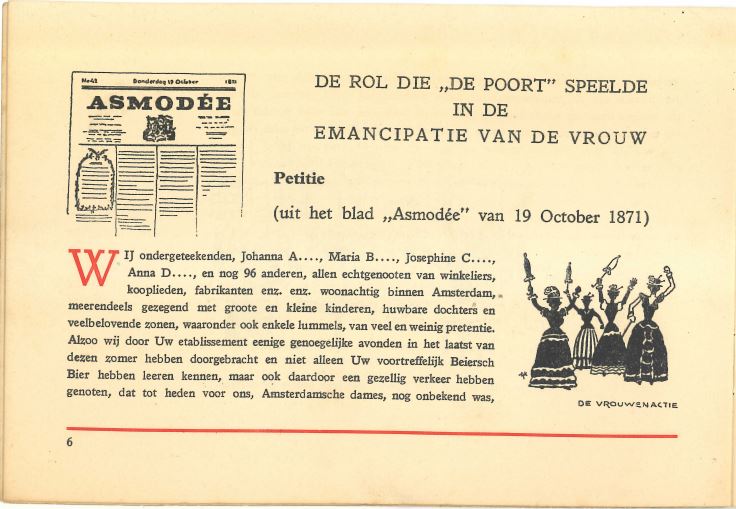 No 42 Donderdag 19 October 1871
ASMODÉE
DE ROL DIE „DE POORT” SPEELDE
IN DE
EMANCIPATIE VAN DE VROUW
Petitie
(uit het blad „Asmodée” van 19 October 1871)
WIJ ondergeteekenden, Johanna A...., Maria B...., Josephine C....,
Anna D...., en nog 96 anderen, allen echtgenooten van winkeliers,
kooplieden, fabrikanten enz. enz. woonachtig binnen Amsterdam,
meerendeels gezegend met groote en kleine kinderen, huwbare dochters en
veelbelovende zonen, waaronder ook enkele lummels, van veel en weinig pretentie.
Alzoo wij door Uw etablissement eenige genoegelijke avonden in het laatst van
dezen zomer hebben doorgebracht en niet alleen Uw voortreffelijk Beiersch
Bier hebben leeren kennen, maar ook daardoor een gezellig verkeer hebben
genoten, dat tot heden voor ons, Amsterdamsche dames, nog onbekend was,
DE VROUWENACTIE
6